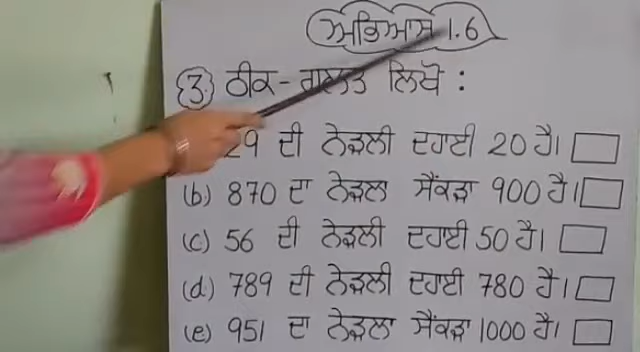 ਅਭਿਆਸ 1.6
3. ਠੀਕ - ਗਲਤ ਲਿਖੋ :
29 ਦੀ ਨੇੜਲੀ ਦਹਾਈ 20 ਹੈ।
(b) 870 ਦਾ ਨੇੜਲਾ ਸੈਂਕੜਾ 900 ਹੈ।
(c) 56 ਦੀ ਨੇੜਲੀ ਦਹਾਈ 50 ਹੈ।
(d) 789 ਦੀ ਨੇੜਲੀ ਦਹਾਈ 780 ਹੈ।
(e) 951 ਦਾ ਨੇੜਲਾ ਸੈਂਕੜਾ 1000 ਹੈ।